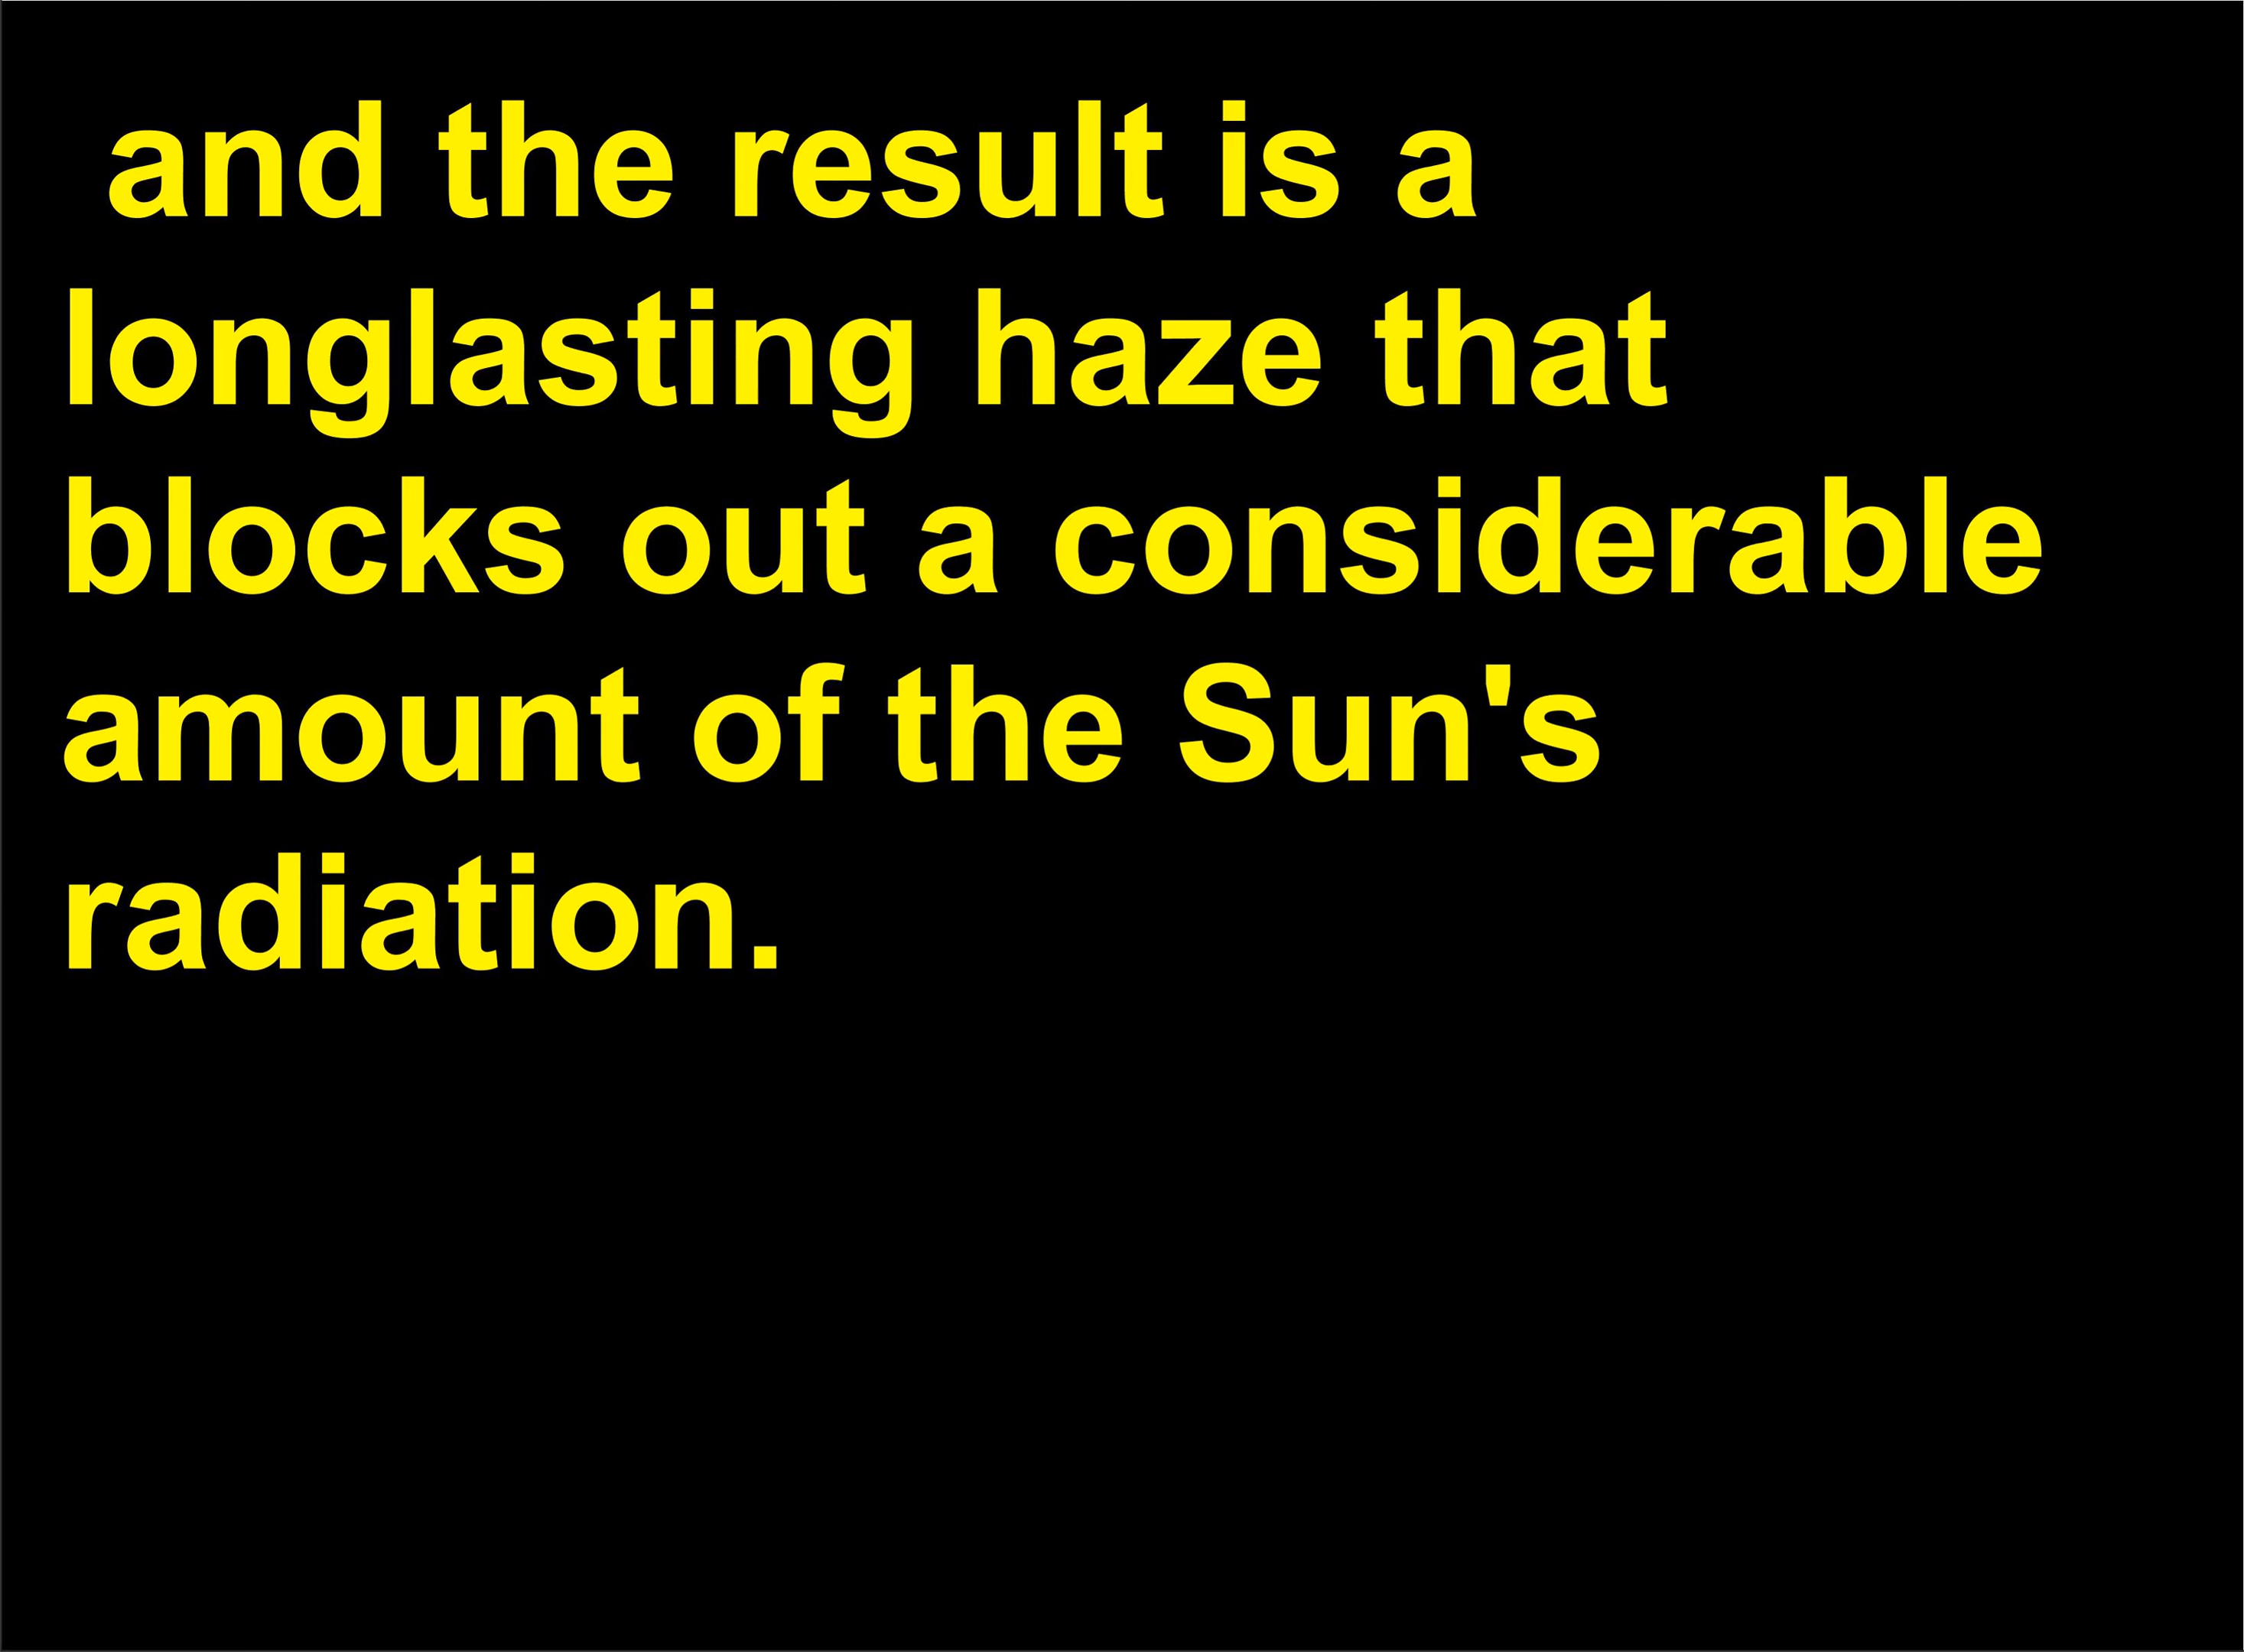 and the result is a
longlasting haze that
blocks out a considerable
amount of the Sun's
radiation.